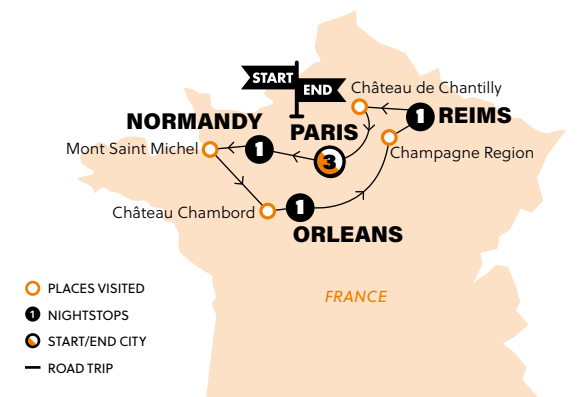 START
END
Château de Chantilly
NORMANDY
1
REIMS
PARIS
Mont Saint Michel
1
3
Champagne Region
Château Chambord
1
ORLEANS
FRANCE
PLACES VISITED
1 NIGHTSTOPS
START/END CITY
ROAD TRIP